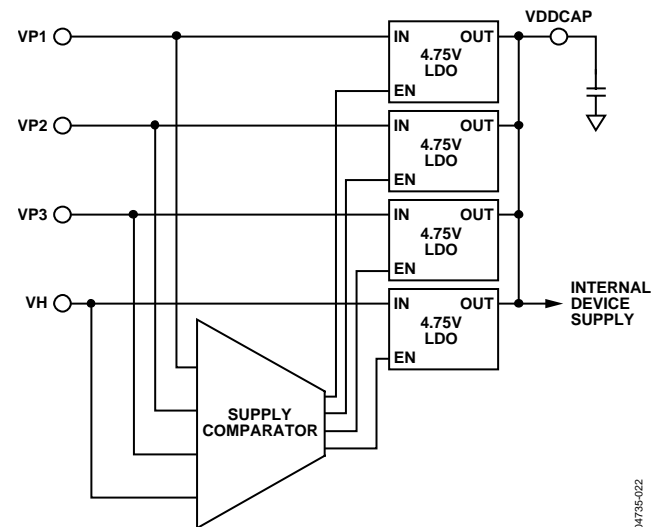 VDDCAP
VP1
IN
OUT
4.75V
LDO
EN
VP2
IN
OUT
4.75V
LDO
EN
VP3
IN
OUT
4.75V
LDO
EN
VH
IN
OUT
4.75V
LDO
EN
INTERNAL
DEVICE
SUPPLY
SUPPLY
COMPARATOR
04735-022